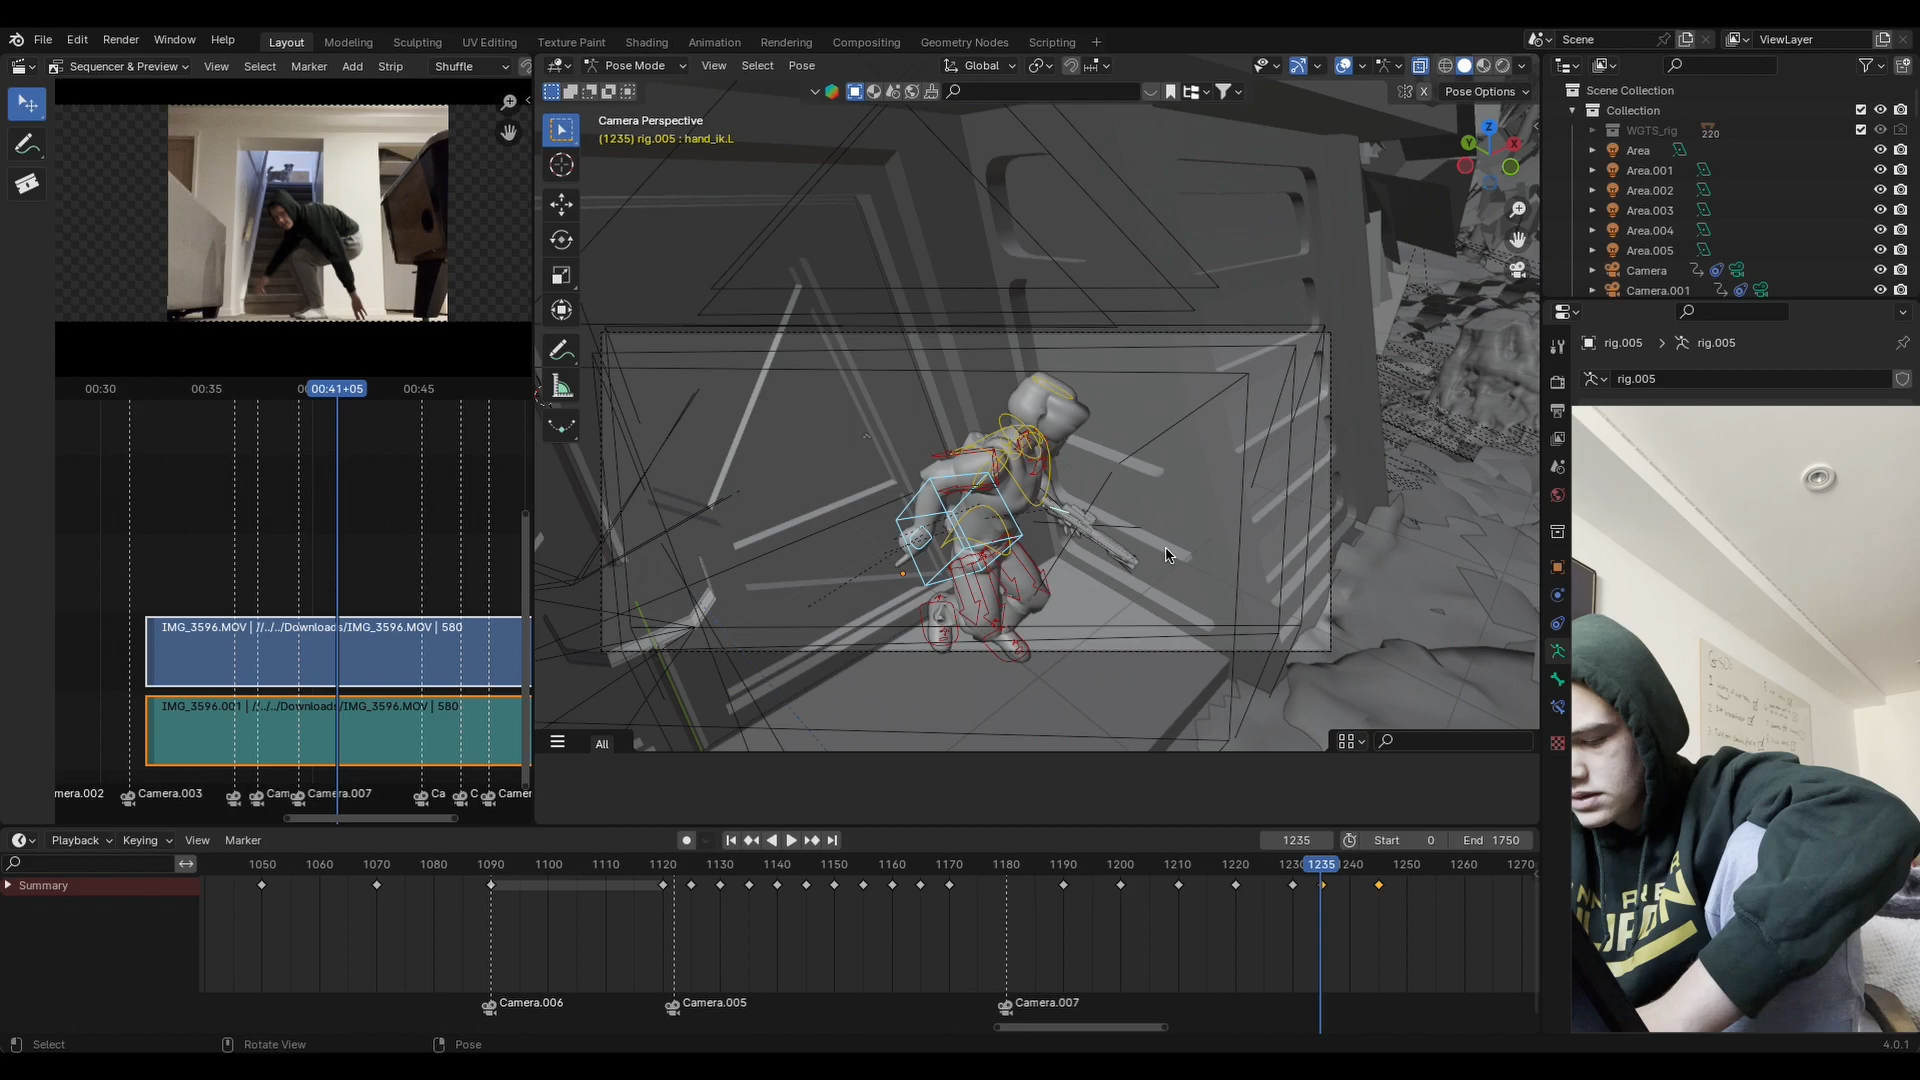 File Edit Render Window Help
Layout Modeling Sculpting UV Editing Texture Paint Shading Animation Rendering Compositing Geometry Nodes Scripting +
Scene
ViewLayer
Sequencer & Preview View Select Marker Add Strip Shuffle
Pose Mode View Select Pose
Global
X Pose Options
Camera Perspective
(1235) rig.005 : hand_ik.L
Z
Y
X
Scene Collection
Collection
WGTS_rig 220
Area
Area.001
Area.002
Area.003
Area.004
Area.005
Camera
Camera.001
rig.005 > rig.005
rig.005
00:30 00:35 00:41+05 00:45
IMG_3596.MOV | //../../Downloads/IMG_3596.MOV | 580
IMG_3596.001 | //../../Downloads/IMG_3596.MOV | 580
mera.002 Camera.003 Cam Camera.007 Ca C Camer
All
Playback Keying View Marker
1235 Start 0 End 1750
1050 1060 1070 1080 1090 1100 1110 1120 1130 1140 1150 1160 1170 1180 1190 1200 1210 1220 1230 1235 240 1250 1260 1270
Summary
Camera.006 Camera.005 Camera.007
Select Rotate View Pose
4.0.1